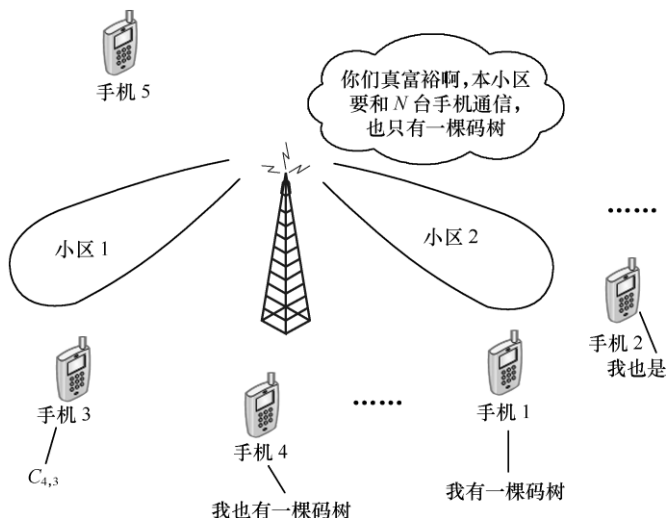 手机 5
你们真富裕啊,本小区
要和 N 台手机通信,
也只有一棵码树
小区 1
小区 2
……
手机 2
我也是
手机 3
……
手机 1
手机 4
C4,3
我有一棵码树
我也有一棵码树